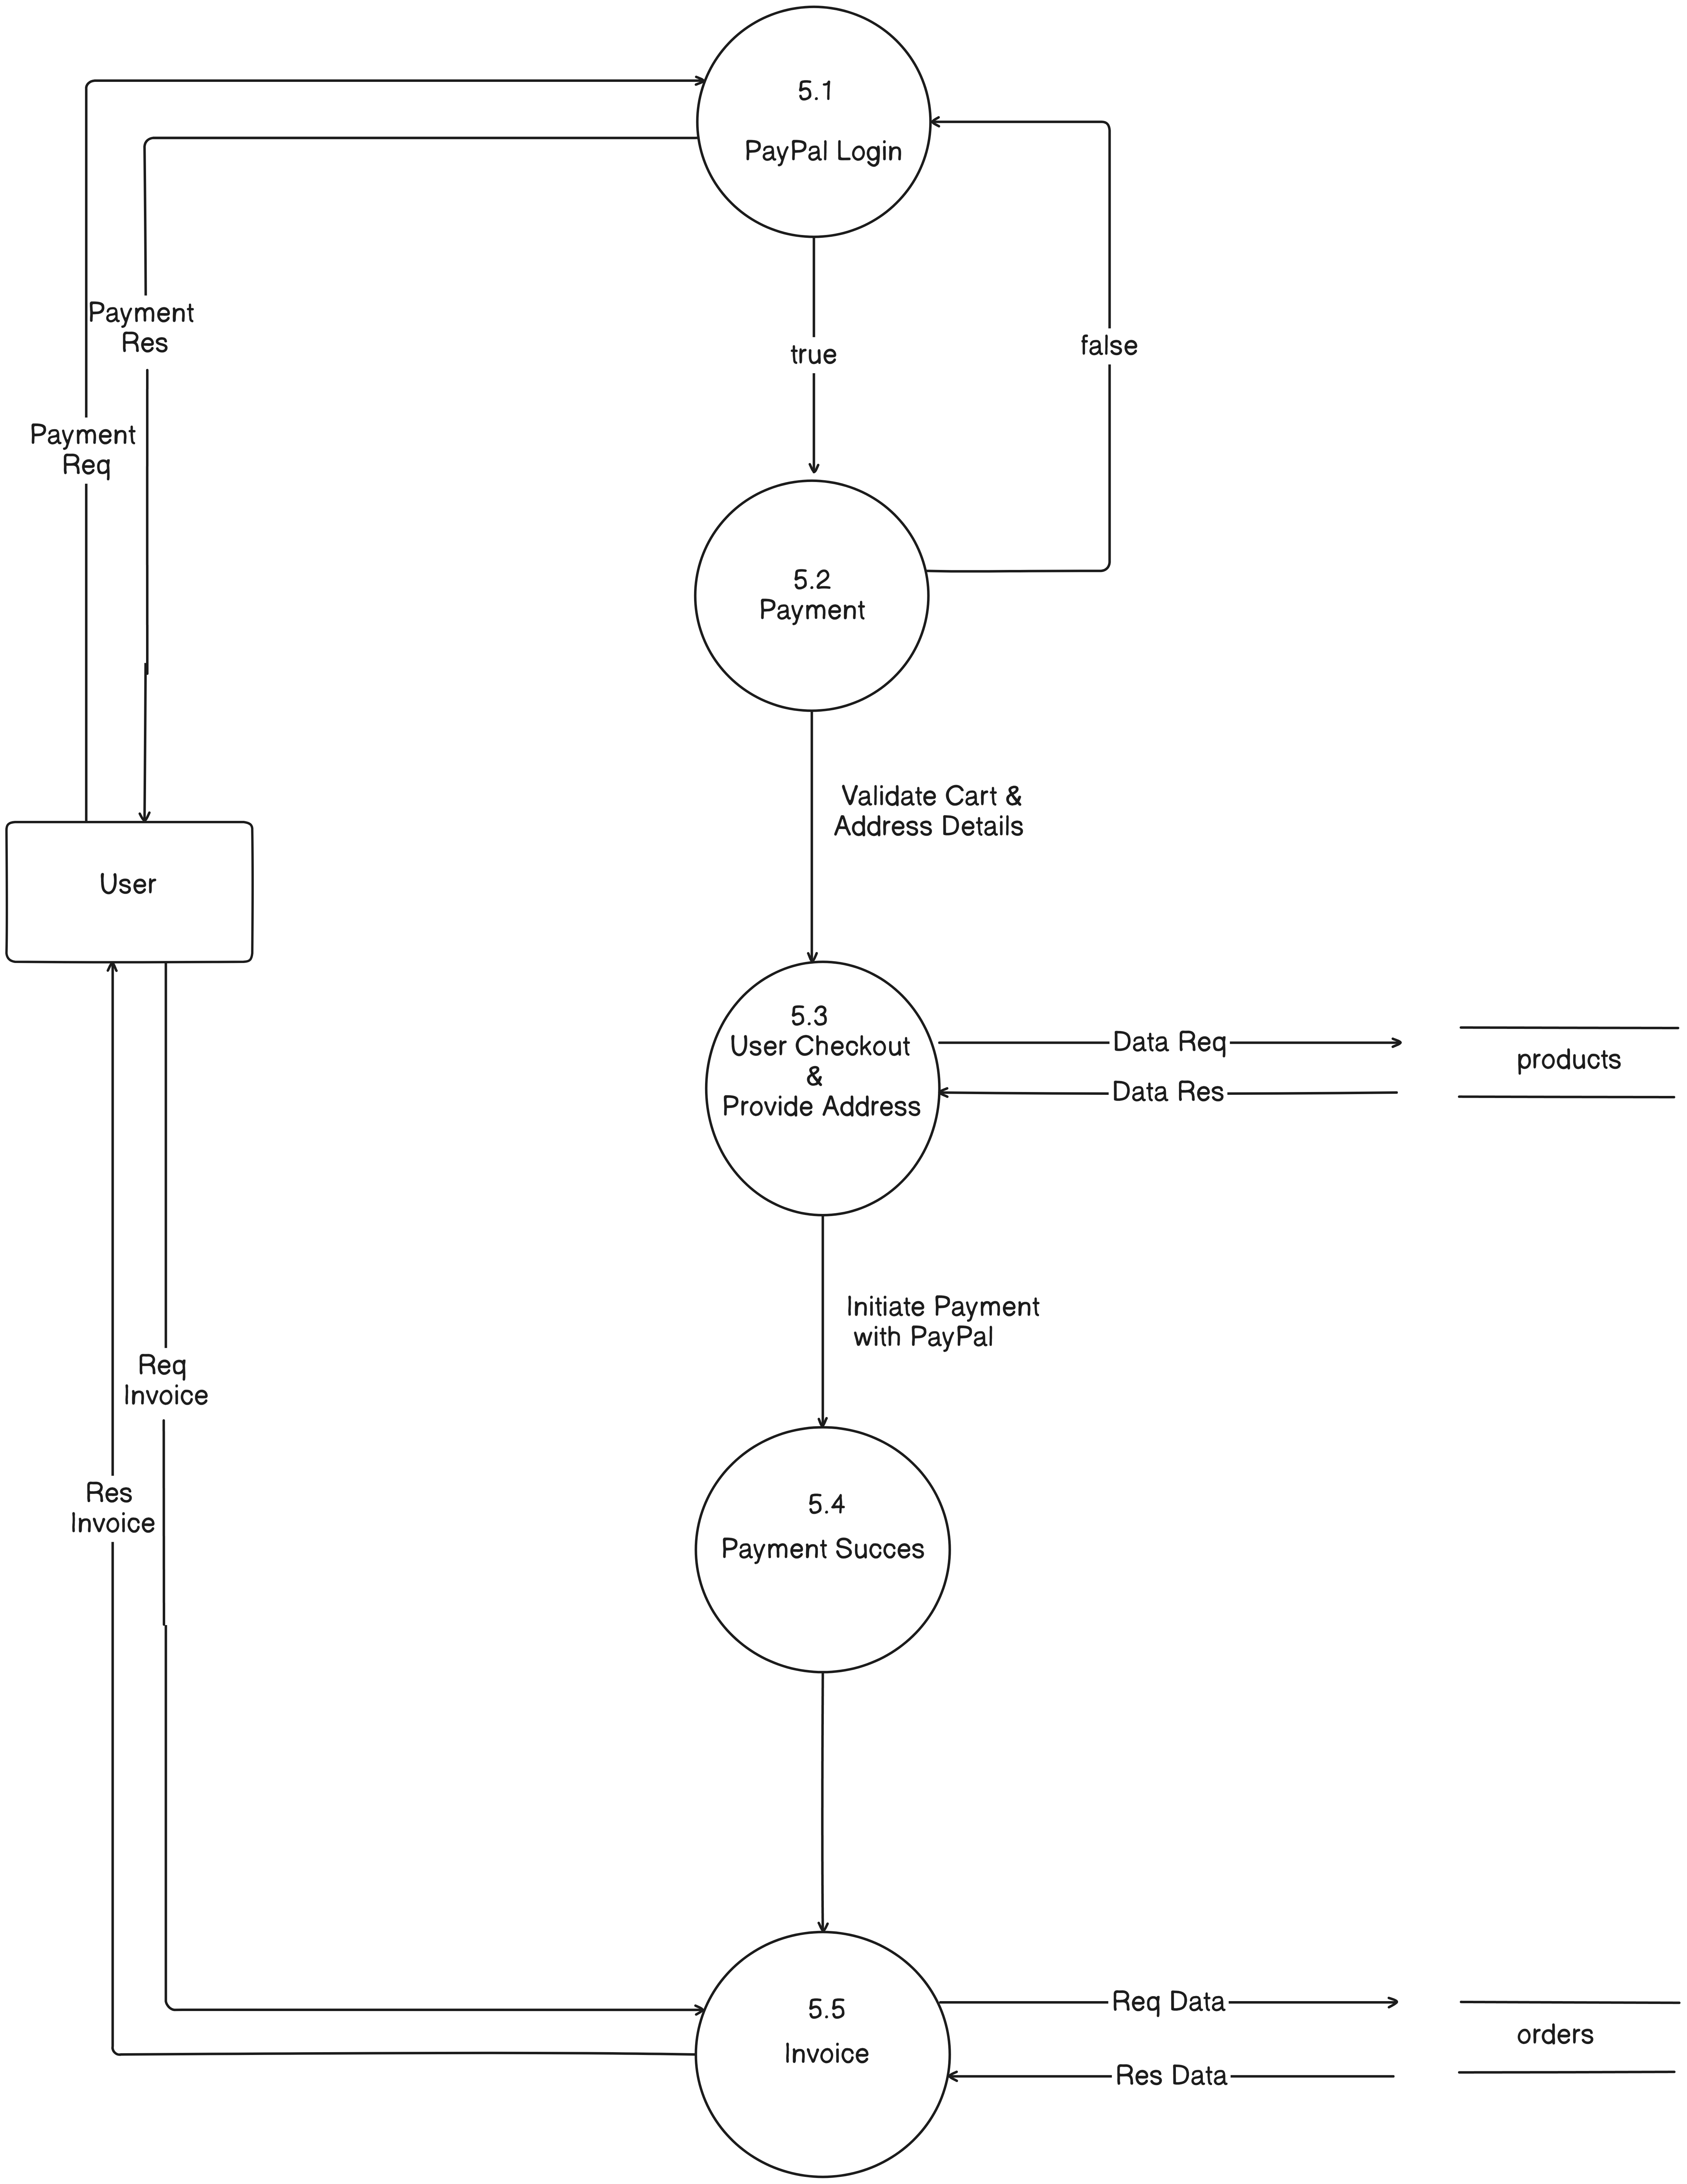 5.1
PayPal Login
Payment
Res
true
false
Payment
Req
5.2
Payment
Validate Cart &
Address Details
User
5.3
User Checkout
&
Provide Address
Data Req
Data Res
products
Initiate Payment
with PayPal
Req
Invoice
Res
Invoice
5.4
Payment Succes
5.5
Invoice
Req Data
Res Data
orders